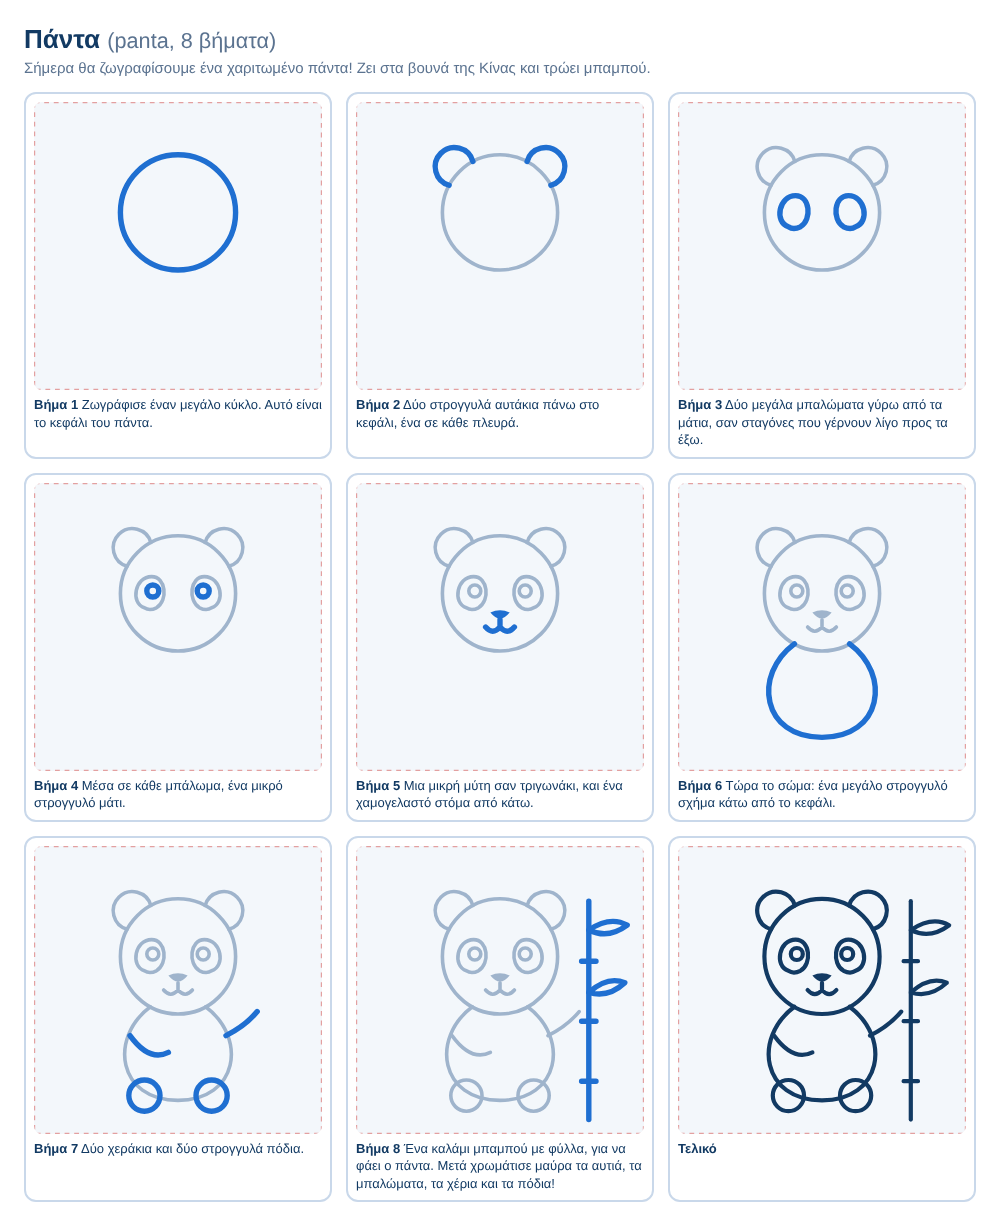 Πάντα (panta, 8 βήματα)
Σήμερα θα ζωγραφίσουμε ένα χαριτωμένο πάντα! Ζει στα βουνά της Κίνας και τρώει μπαμπού.
Βήμα 1 Ζωγράφισε έναν μεγάλο κύκλο. Αυτό είναι
το κεφάλι του πάντα.
Βήμα 2 Δύο στρογγυλά αυτάκια πάνω στο
κεφάλι, ένα σε κάθε πλευρά.
Βήμα 3 Δύο μεγάλα μπαλώματα γύρω από τα
μάτια, σαν σταγόνες που γέρνουν λίγο προς τα
έξω.
Βήμα 4 Μέσα σε κάθε μπάλωμα, ένα μικρό
στρογγυλό μάτι.
Βήμα 5 Μια μικρή μύτη σαν τριγωνάκι, και ένα
χαμογελαστό στόμα από κάτω.
Βήμα 6 Τώρα το σώμα: ένα μεγάλο στρογγυλό
σχήμα κάτω από το κεφάλι.
Βήμα 7 Δύο χεράκια και δύο στρογγυλά πόδια.
Βήμα 8 Ένα καλάμι μπαμπού με φύλλα, για να
φάει ο πάντα. Μετά χρωμάτισε μαύρα τα αυτιά, τα
μπαλώματα, τα χέρια και τα πόδια!
Τελικό